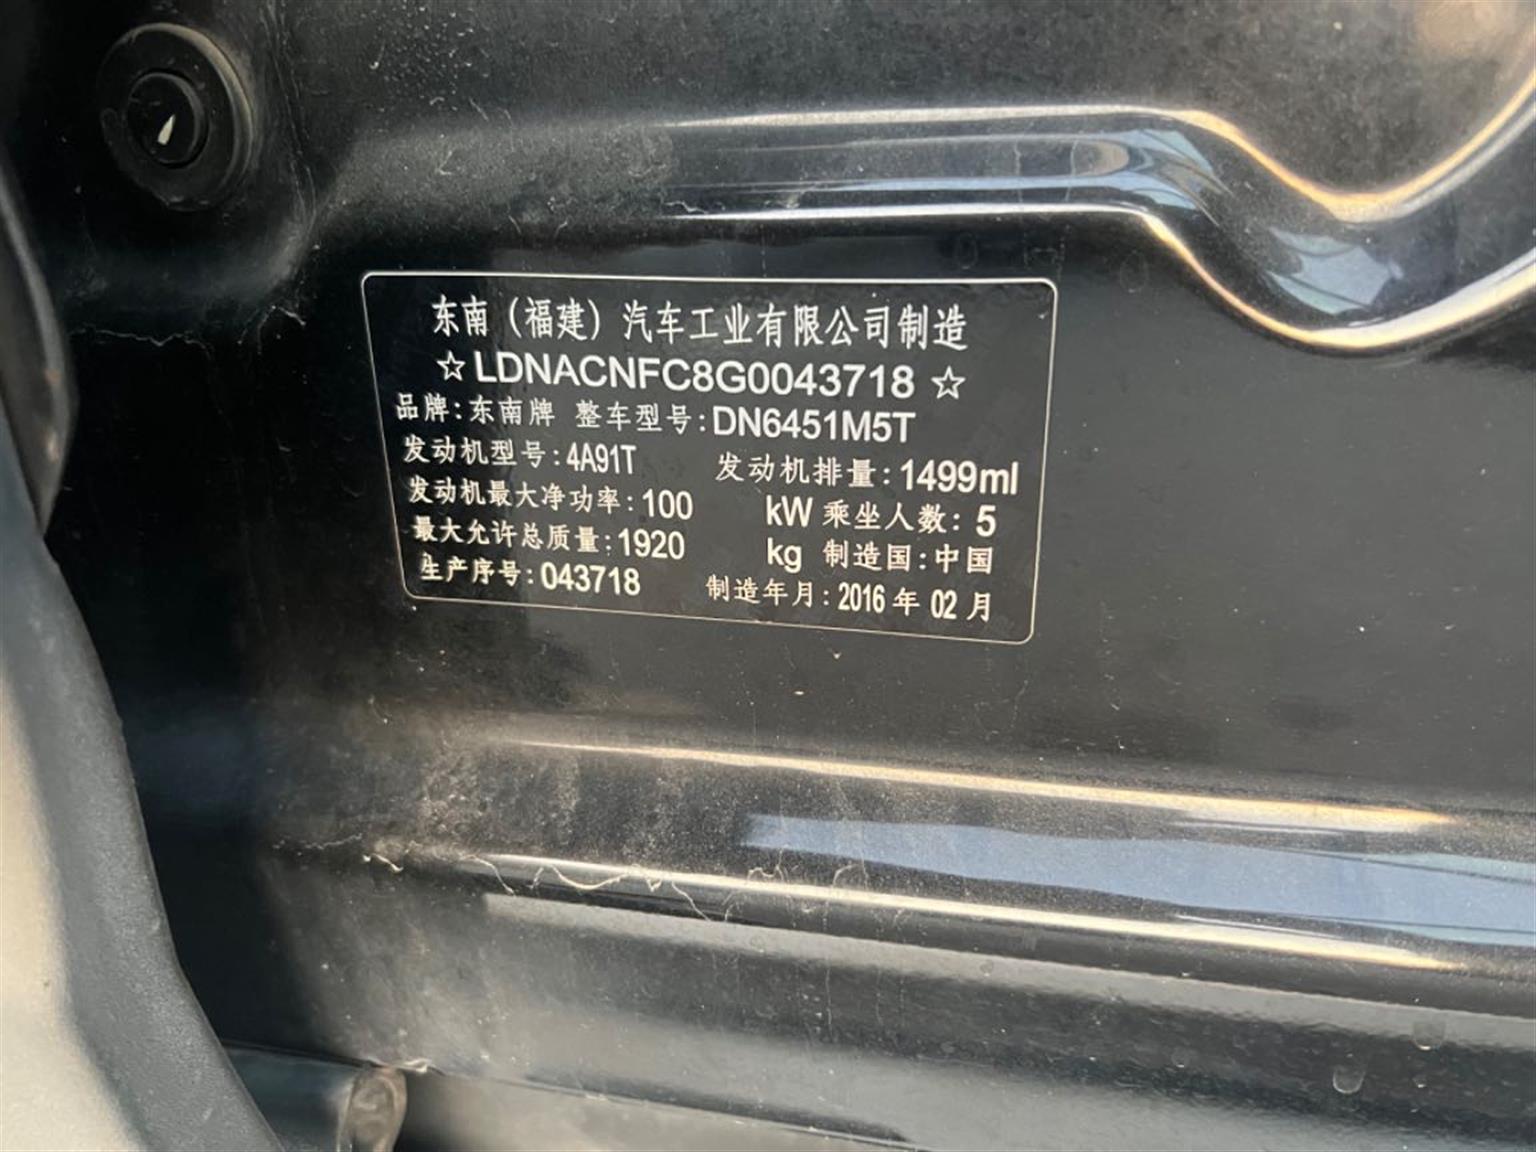 东南（福建）汽车工业有限公司制造
☆LDNACNFC8G0043718☆
品牌:东南牌 整车型号:DN6451M5T
发动机型号:4A91T 发动机排量:1499ml
发动机最大净功率:100 kW 乘坐人数:5
最大允许总质量:1920 kg 制造国:中国
生产序号:043718 制造年月:2016年02月